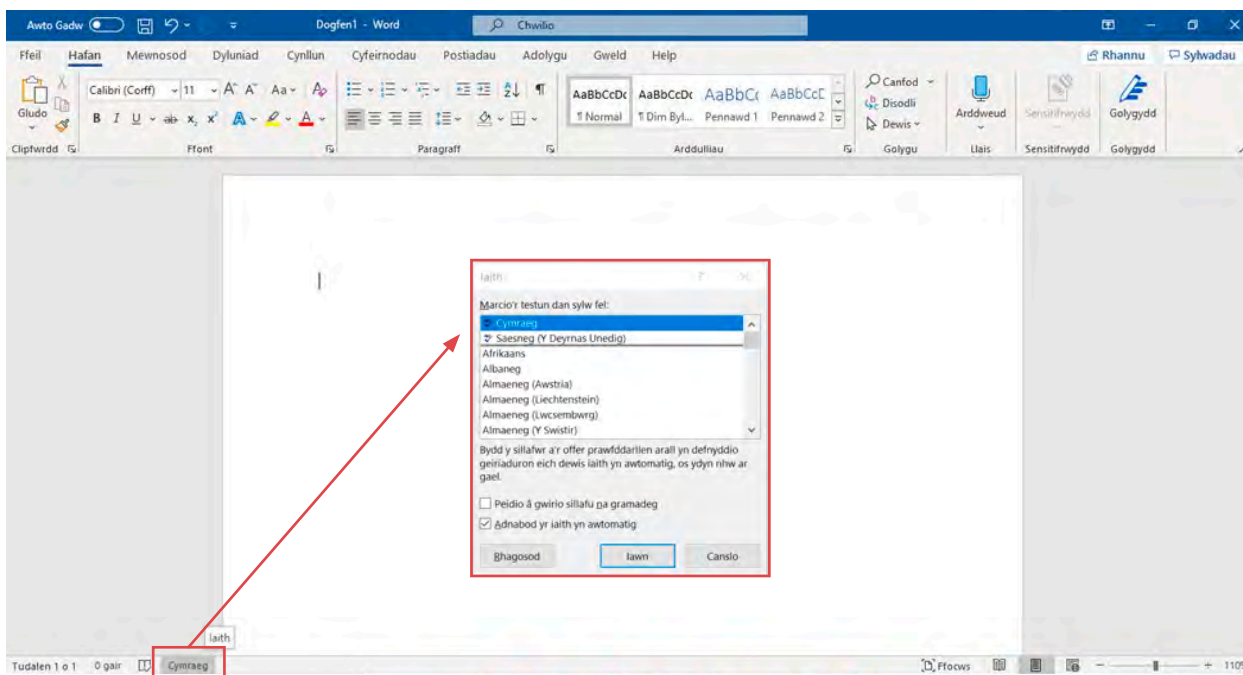 Awto Gadw
Dogfen1 - Word
Chwilio
Ffeil Hafan Mewnosod Dyluniad Cynllun Cyfeirnodau Postiadau Adolygu Gweld Help Rhannu Sylwadau
Gludo
Calibri (Corff) 11 A A Aa A
B I U ab x, x² A A
AaBbCcDc AaBbCcDc AaBbCc AaBbCcC
¶ Normal ¶ Dim Byl... Pennawd 1 Pennawd 2
Canfod
Disodli
Dewis
Arddweud
Sensitifrwydd
Golygydd
Clipfwrdd Ffont Paragraff Arddulliau Golygu Llais Sensitifrwydd Golygydd
Iaith
Marcio'r testun dan sylw fel:
Cymraeg
Saesneg (Y Deyrnas Unedig)
Afrikaans
Albaneg
Almaeneg (Awstria)
Almaeneg (Liechtenstein)
Almaeneg (Lwcsembwrg)
Almaeneg (Y Swistir)
Bydd y sillafwr a'r offer prawfddarllen arall yn defnyddio
geiriaduron eich dewis iaith yn awtomatig, os ydyn nhw ar
gael.
Peidio â gwirio sillafu na gramadeg
Adnabod yr iaith yn awtomatig
Rhagosod Iawn Canslo
Iaith
Tudalen 1 o 1 0 gair Cymraeg Ffocws